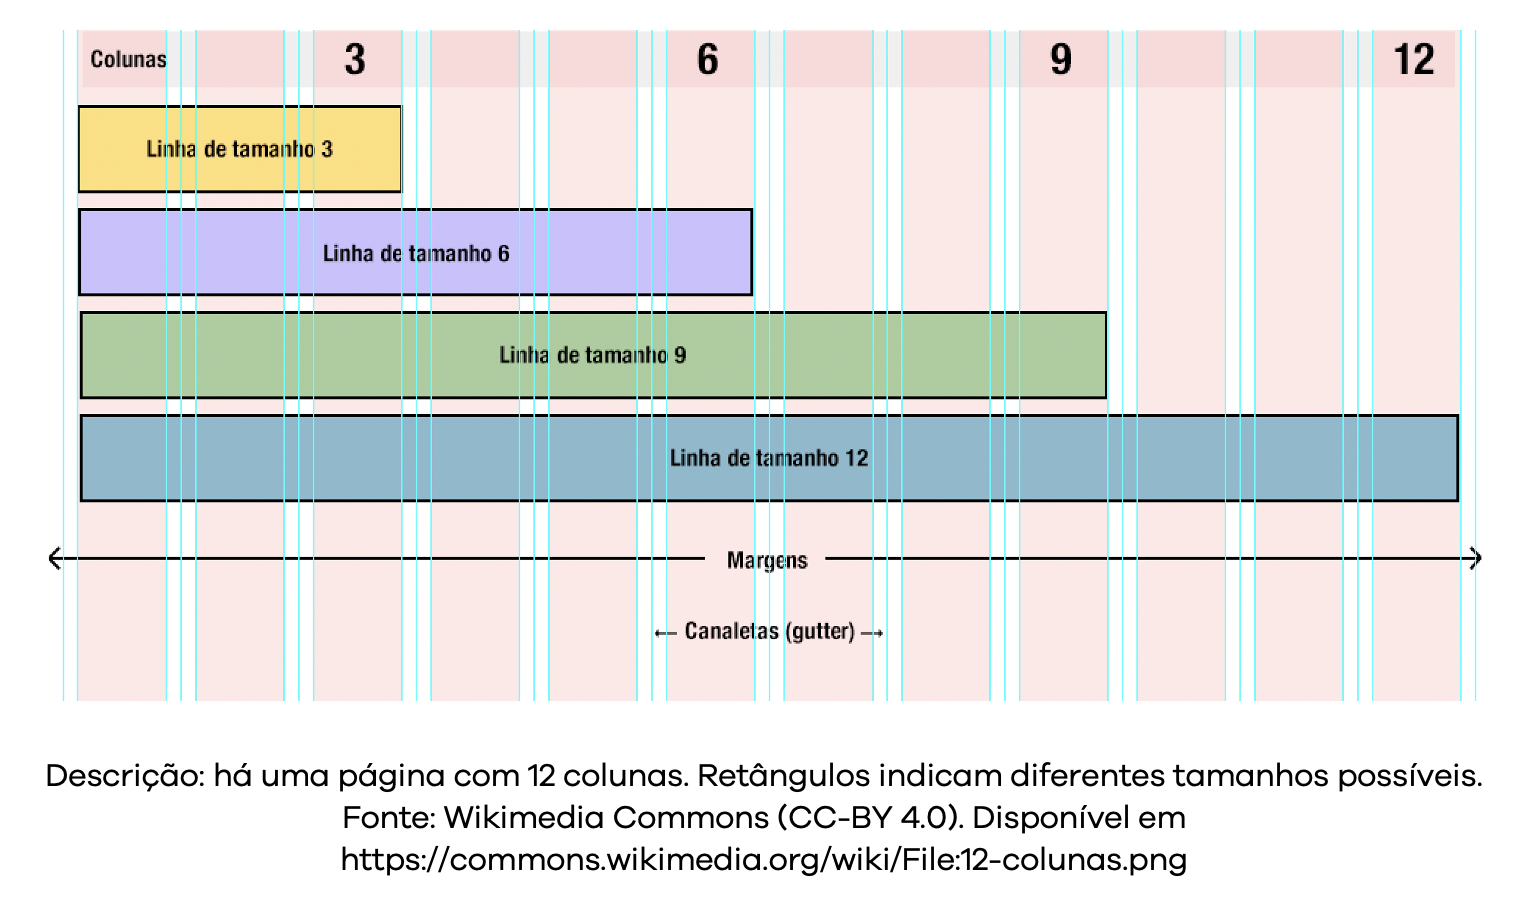 Colunas 3 6 9 12
Linha de tamanho 3
Linha de tamanho 6
Linha de tamanho 9
Linha de tamanho 12
Margens
Canaletas (gutter)
Descrição: há uma página com 12 colunas. Retângulos indicam diferentes tamanhos possíveis.
Fonte: Wikimedia Commons (CC-BY 4.0). Disponível em
https://commons.wikimedia.org/wiki/File:12-colunas.png